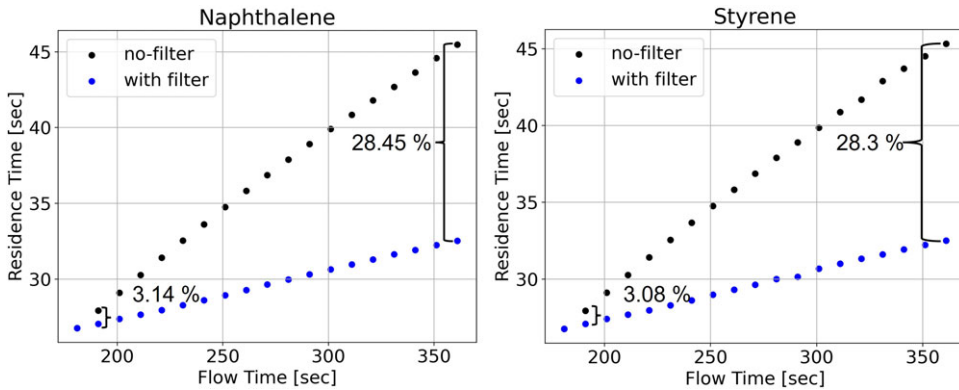 Naphthalene
no-filter
with filter
45
40
35
30
28.45 %
3.14 %
Residence Time [sec]
200
250
300
350
Flow Time [sec]
Styrene
no-filter
with filter
45
40
35
30
28.3 %
3.08 %
Residence Time [sec]
200
250
300
350
Flow Time [sec]